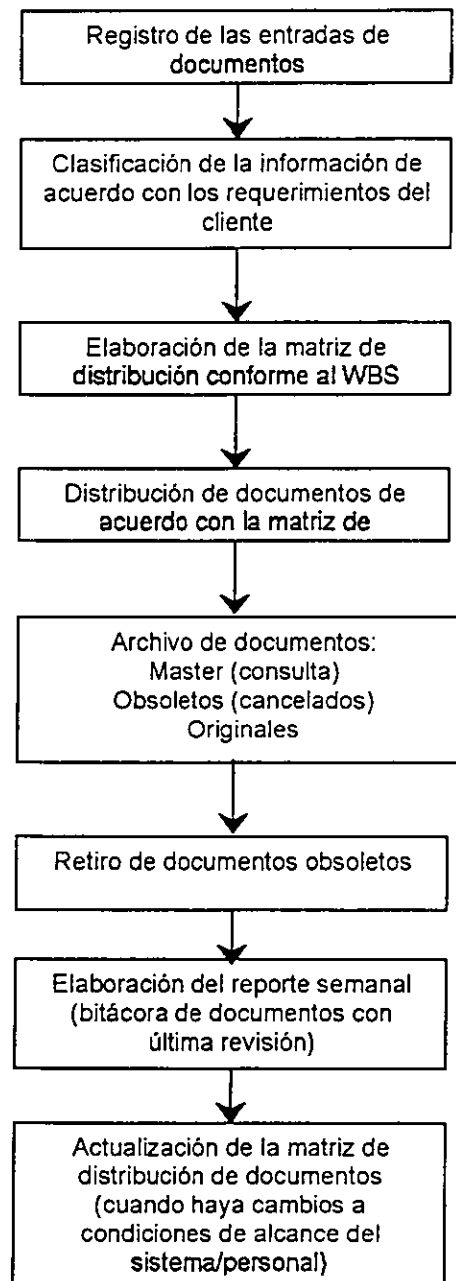 Registro de las entradas de
documentos
Clasificación de la información de
acuerdo con los requerimientos del
cliente
Elaboración de la matriz de
distribución conforme al WBS
Distribución de documentos de
acuerdo con la matriz de
Archivo de documentos:
Master (consulta)
Obsoletos (cancelados)
Originales
Retiro de documentos obsoletos
Elaboración del reporte semanal
(bitácora de documentos con
última revisión)
Actualización de la matriz de
distribución de documentos
(cuando haya cambios a
condiciones de alcance del
sistema/personal)